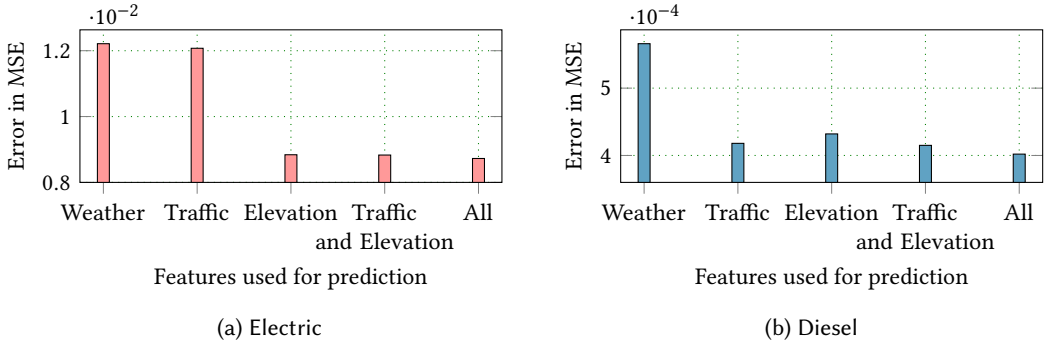 ·10−2
1.2
1
0.8
Error in MSE
Weather Traffic Elevation Traffic All
and Elevation
Features used for prediction
(a) Electric
·10−4
5
4
Error in MSE
Weather Traffic Elevation Traffic All
and Elevation
Features used for prediction
(b) Diesel